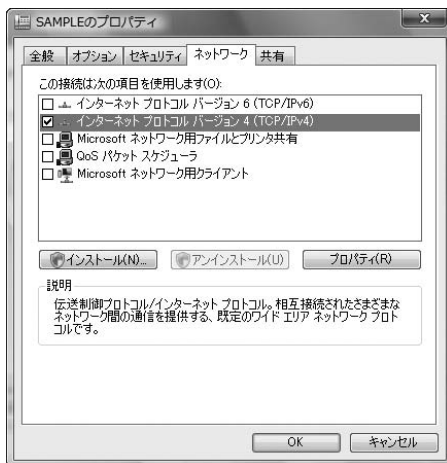 SAMPLEのプロパティ
全般 オプション セキュリティ ネットワーク 共有
この接続は次の項目を使用します(O):
インターネット プロトコル バージョン 6 (TCP/IPv6)
インターネット プロトコル バージョン 4 (TCP/IPv4)
Microsoft ネットワーク用ファイルとプリンタ共有
QoS パケット スケジューラ
Microsoft ネットワーク用クライアント
インストール(N)... アンインストール(U) プロパティ(R)
説明
伝送制御プロトコル/インターネット プロトコル。相互接続されたさまざまな
ネットワーク間の通信を提供する、既定のワイド エリア ネットワーク プロト
コルです。
OK キャンセル